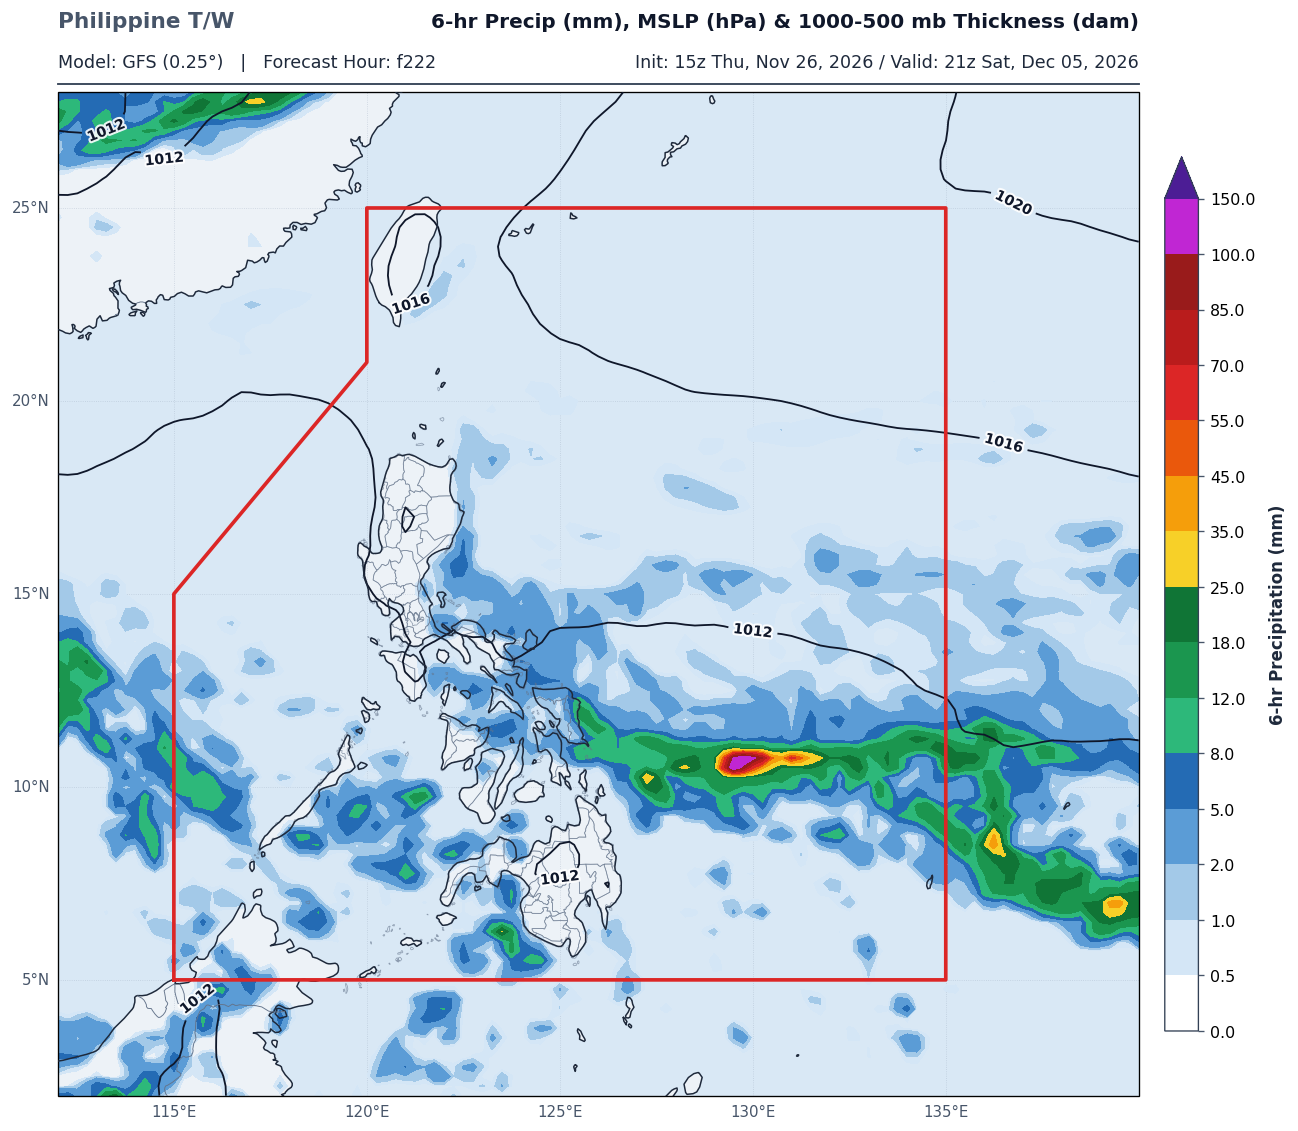 Philippine T/W
6-hr Precip (mm), MSLP (hPa) & 1000-500 mb Thickness (dam)
Model: GFS (0.25°) | Forecast Hour: f222
Init: 15z Thu, Nov 26, 2026 / Valid: 21z Sat, Dec 05, 2026
1012
1012
1020
1016
1016
1012
1012
1012
25°N
20°N
15°N
10°N
5°N
115°E
120°E
125°E
130°E
135°E
150.0
100.0
85.0
70.0
55.0
45.0
35.0
25.0
18.0
12.0
8.0
5.0
2.0
1.0
0.5
0.0
6-hr Precipitation (mm)